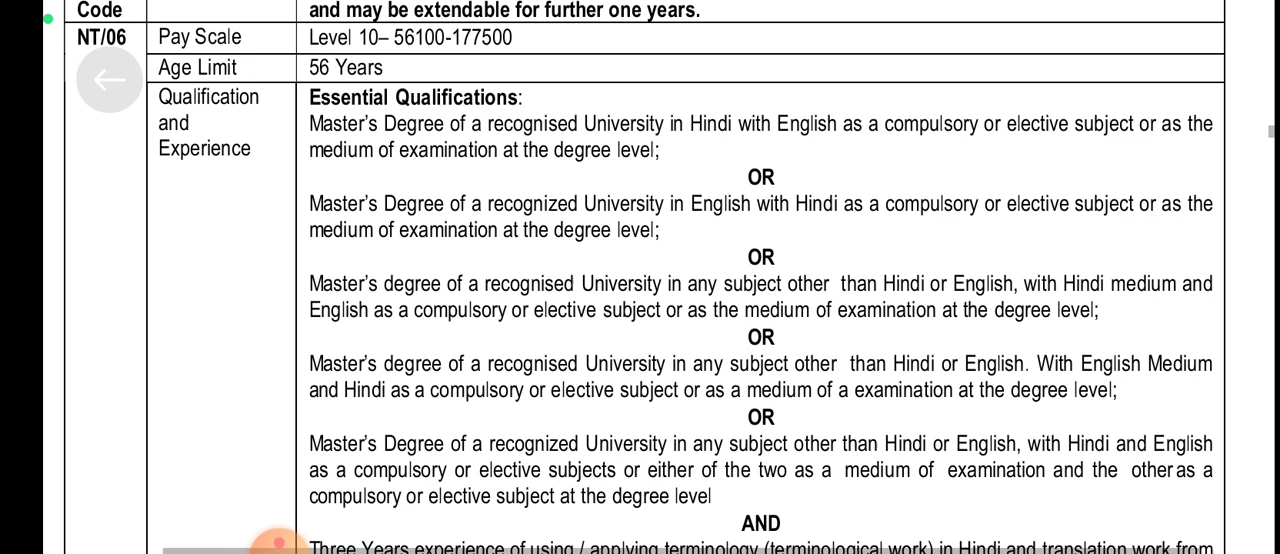 Code
and may be extendable for further one years.
NT/06
Pay Scale
Level 10– 56100-177500
Age Limit
56 Years
Qualification
and
Experience
Essential Qualifications:
Master's Degree of a recognised University in Hindi with English as a compulsory or elective subject or as the
medium of examination at the degree level;
OR
Master's Degree of a recognized University in English with Hindi as a compulsory or elective subject or as the
medium of examination at the degree level;
OR
Master's degree of a recognised University in any subject other than Hindi or English, with Hindi medium and
English as a compulsory or elective subject or as the medium of examination at the degree level;
OR
Master's degree of a recognised University in any subject other than Hindi or English. With English Medium
and Hindi as a compulsory or elective subject or as a medium of a examination at the degree level;
OR
Master's Degree of a recognized University in any subject other than Hindi or English, with Hindi and English
as a compulsory or elective subjects or either of the two as a medium of examination and the other as a
compulsory or elective subject at the degree level
AND
Three Years experience of using / applying terminology (terminological work) in Hindi and translation work from